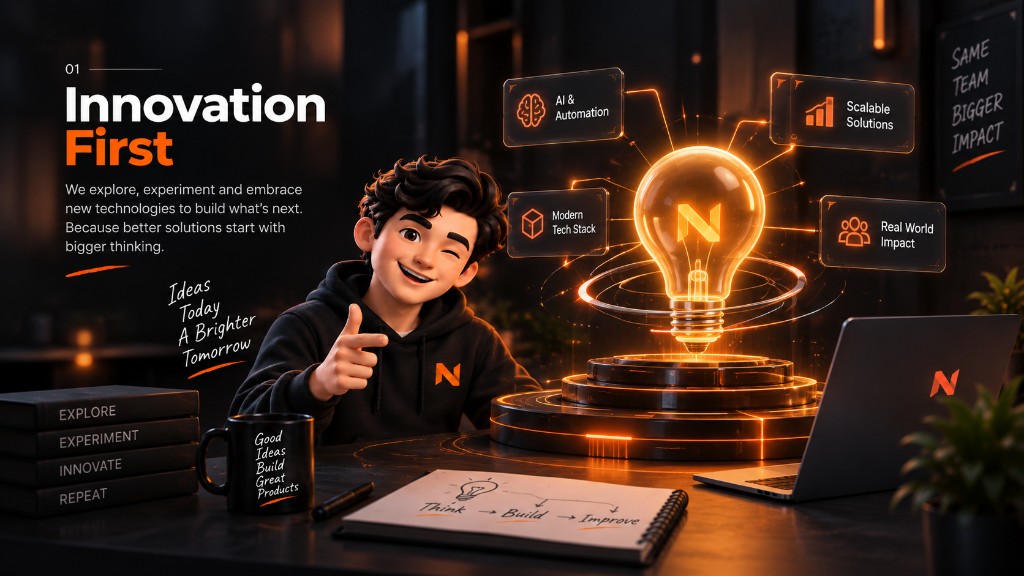 01
Innovation
First
We explore, experiment and embrace
new technologies to build what's next.
Because better solutions start with
bigger thinking.
Ideas
Today
A Brighter
Tomorrow
AI &
Automation
Scalable
Solutions
Modern
Tech Stack
Real World
Impact
N
SAME
TEAM
BIGGER
IMPACT
N
N
EXPLORE
EXPERIMENT
INNOVATE
REPEAT
Good
Ideas
Build
Great
Products
Think → Build → Improve